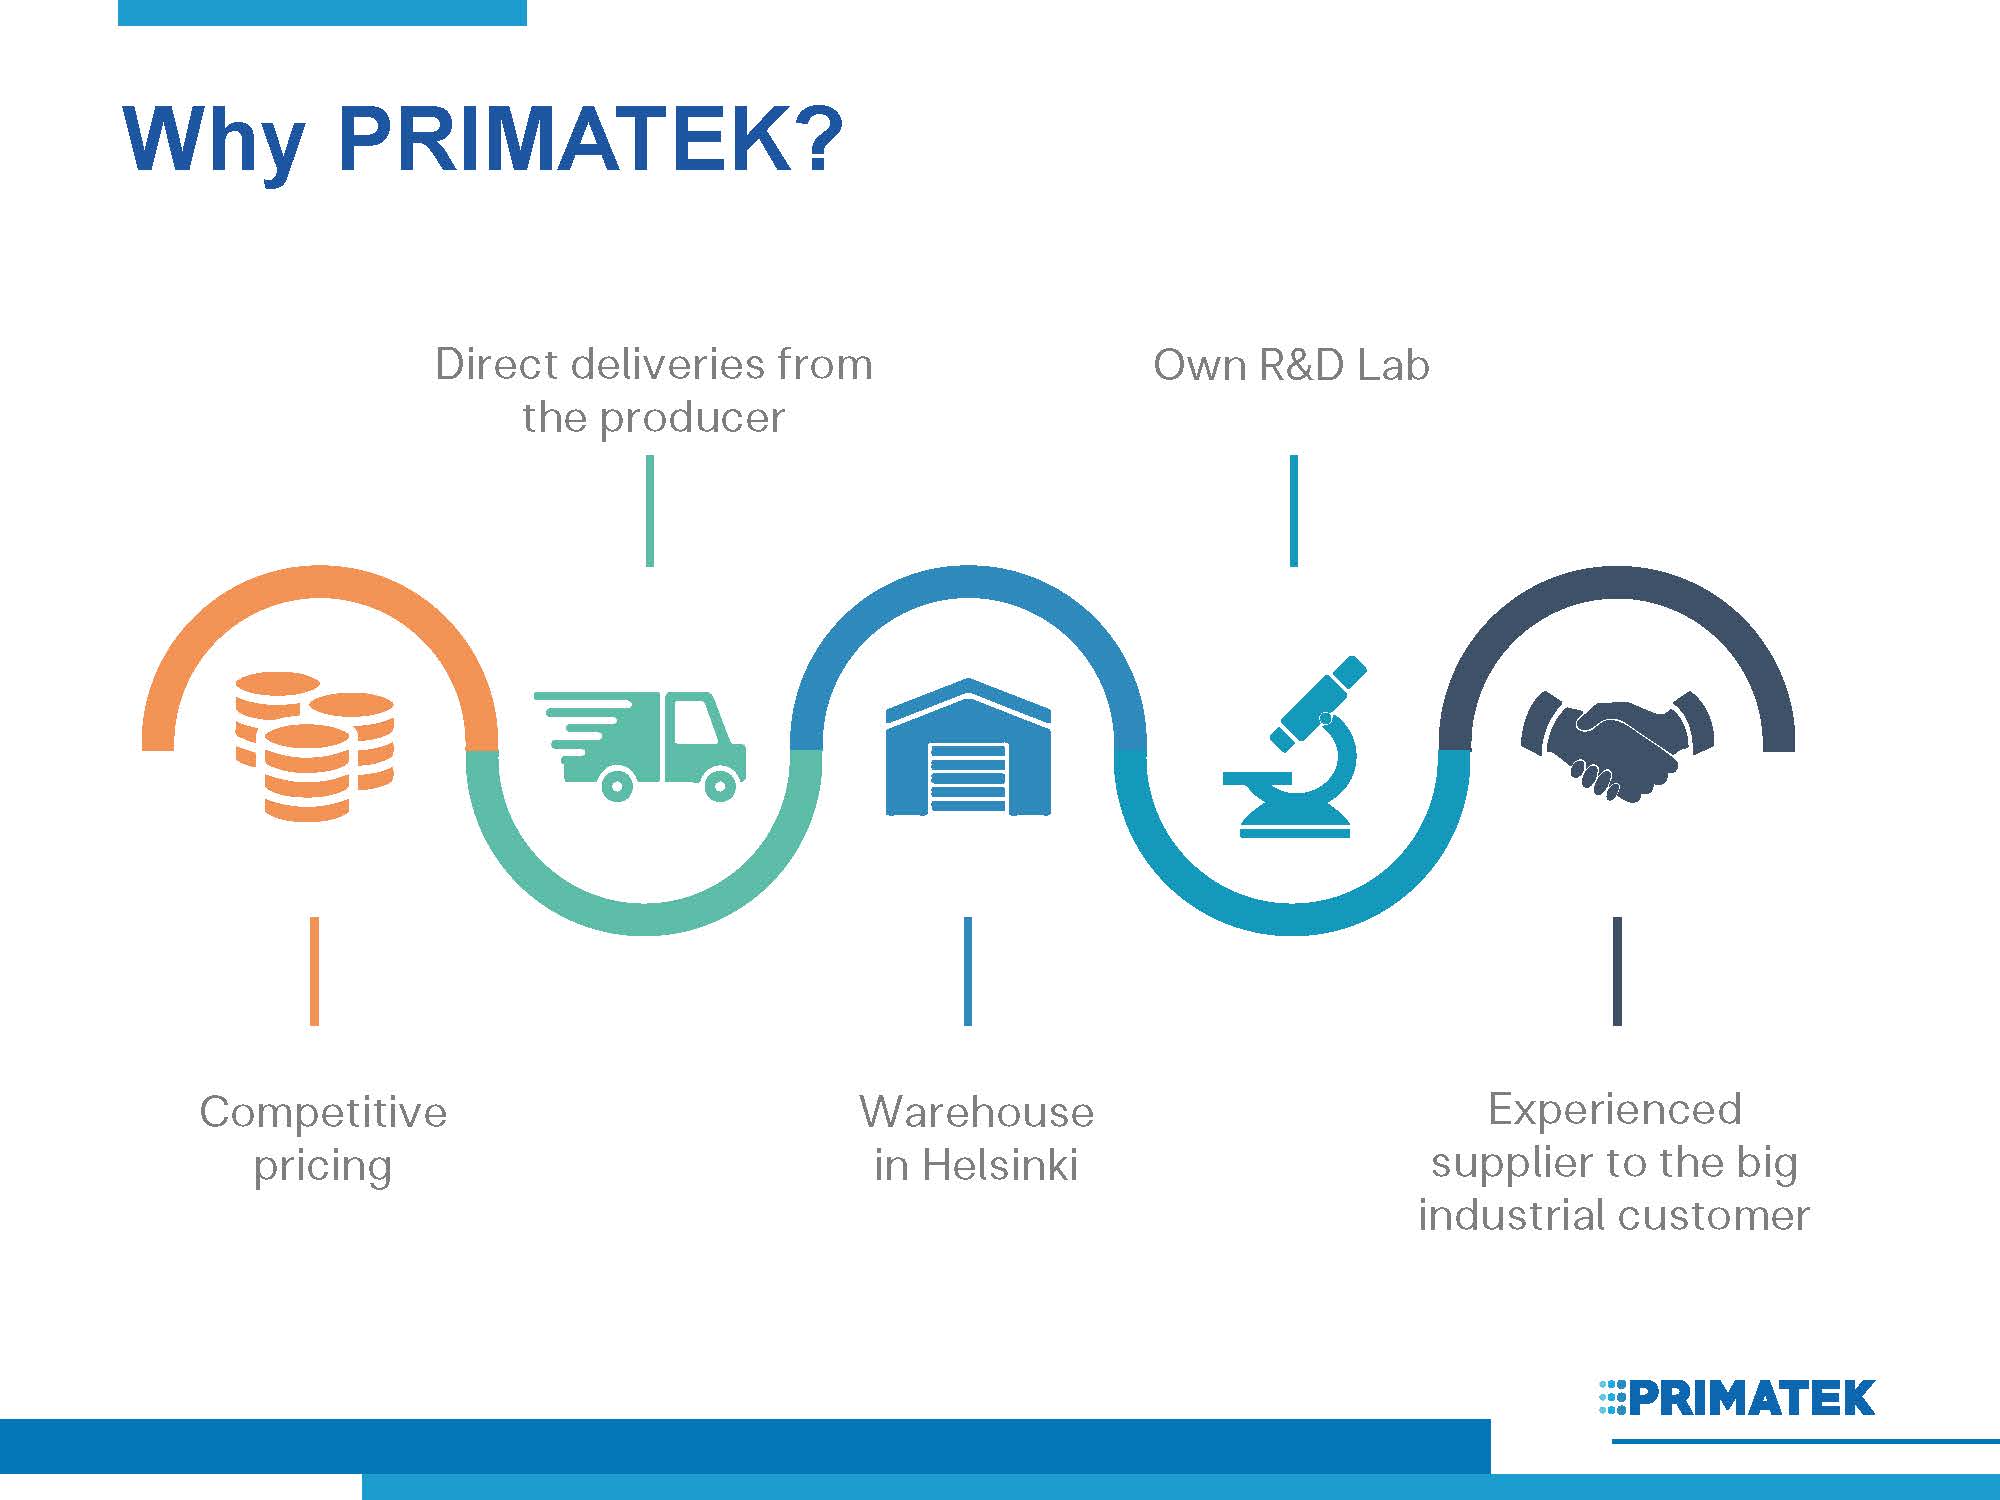 Why PRIMATEK?
Direct deliveries from
the producer
Own R&D Lab
Competitive
pricing
Warehouse
in Helsinki
Experienced
supplier to the big
industrial customer
PRIMATEK